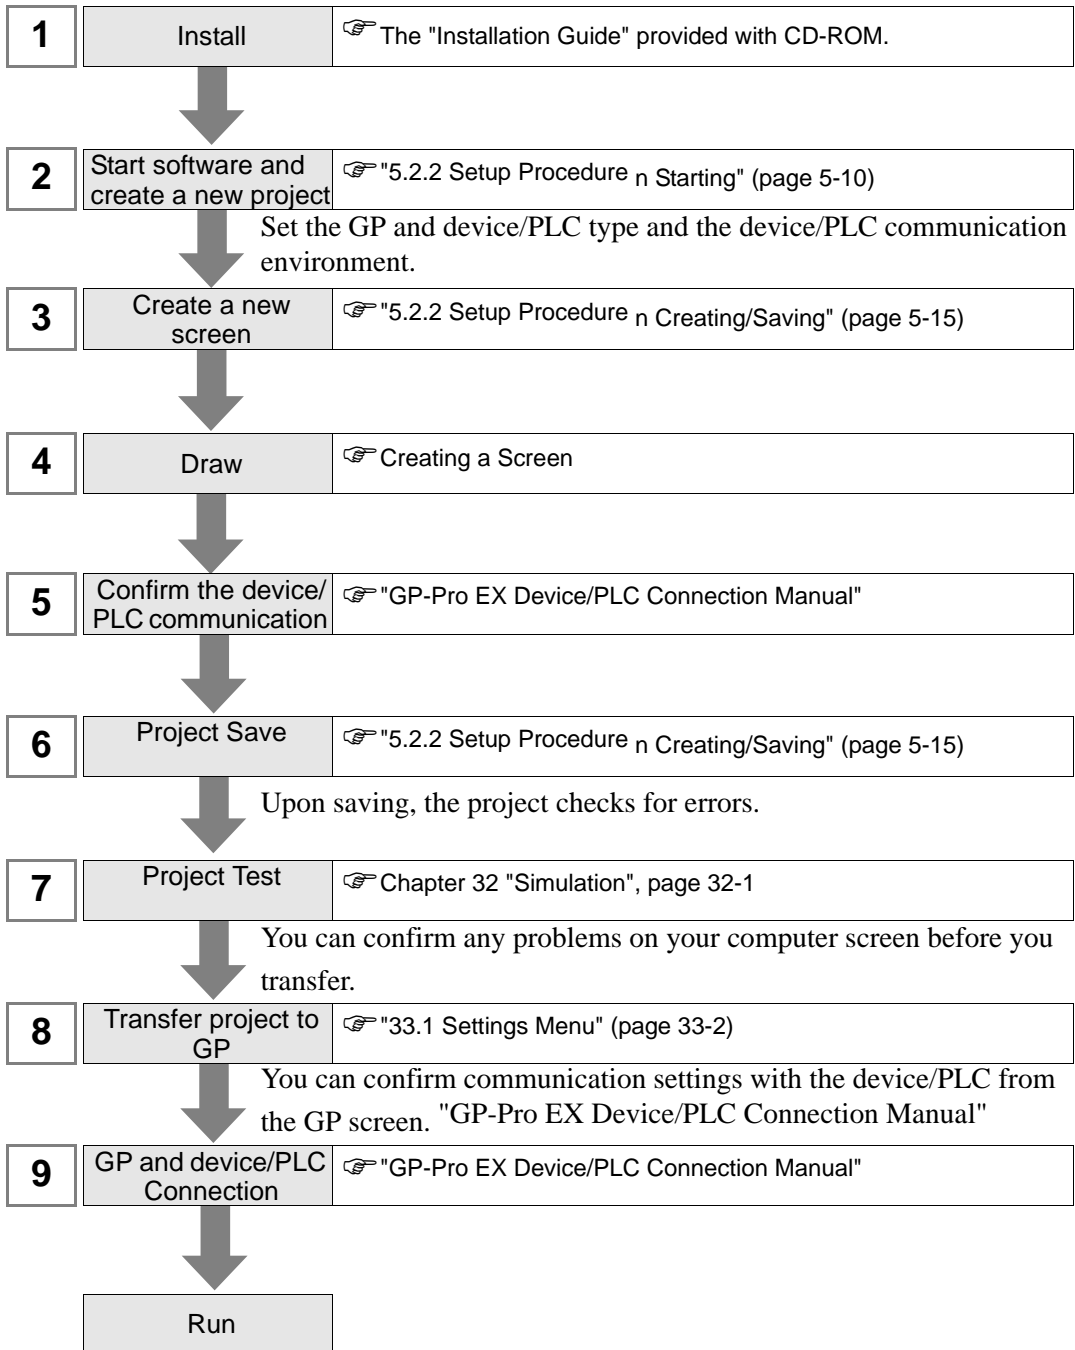 1
Install
The "Installation Guide" provided with CD-ROM.
2
Start software and
create a new project
"5.2.2 Setup Procedure n Starting" (page 5-10)
Set the GP and device/PLC type and the device/PLC communication
environment.
3
Create a new
screen
"5.2.2 Setup Procedure n Creating/Saving" (page 5-15)
4
Draw
Creating a Screen
5
Confirm the device/
PLC communication
"GP-Pro EX Device/PLC Connection Manual"
6
Project Save
"5.2.2 Setup Procedure n Creating/Saving" (page 5-15)
Upon saving, the project checks for errors.
7
Project Test
Chapter 32 "Simulation", page 32-1
You can confirm any problems on your computer screen before you
transfer.
8
Transfer project to
GP
"33.1 Settings Menu" (page 33-2)
You can confirm communication settings with the device/PLC from
the GP screen. "GP-Pro EX Device/PLC Connection Manual"
9
GP and device/PLC
Connection
"GP-Pro EX Device/PLC Connection Manual"
Run